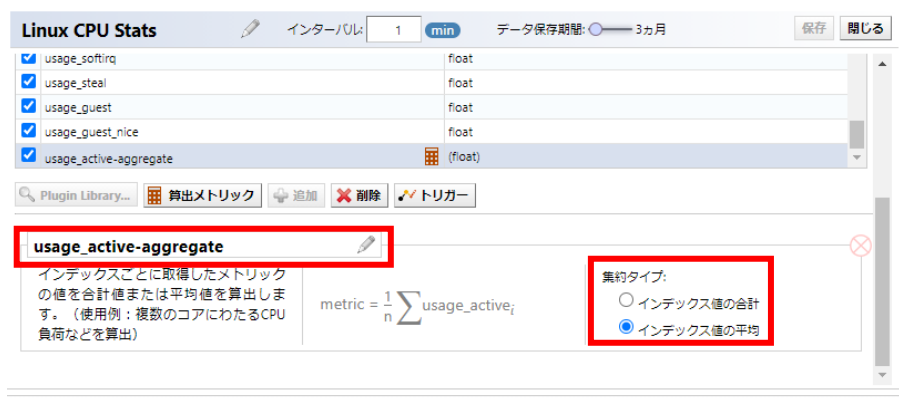 Linux CPU Stats インターバル: 1 min データ保存期間: 3ヵ月 保存 閉じる
usage_softirq float
usage_steal float
usage_guest float
usage_guest_nice float
usage_active-aggregate (float)
Plugin Library... 算出メトリック 追加 削除 トリガー
usage_active-aggregate
インデックスごとに取得したメトリック
の値を合計値または平均値を算出しま
す。（使用例：複数のコアにわたるCPU
負荷などを算出）
metric = 1/n ∑ usage_activeᵢ
集約タイプ:
インデックス値の合計
インデックス値の平均